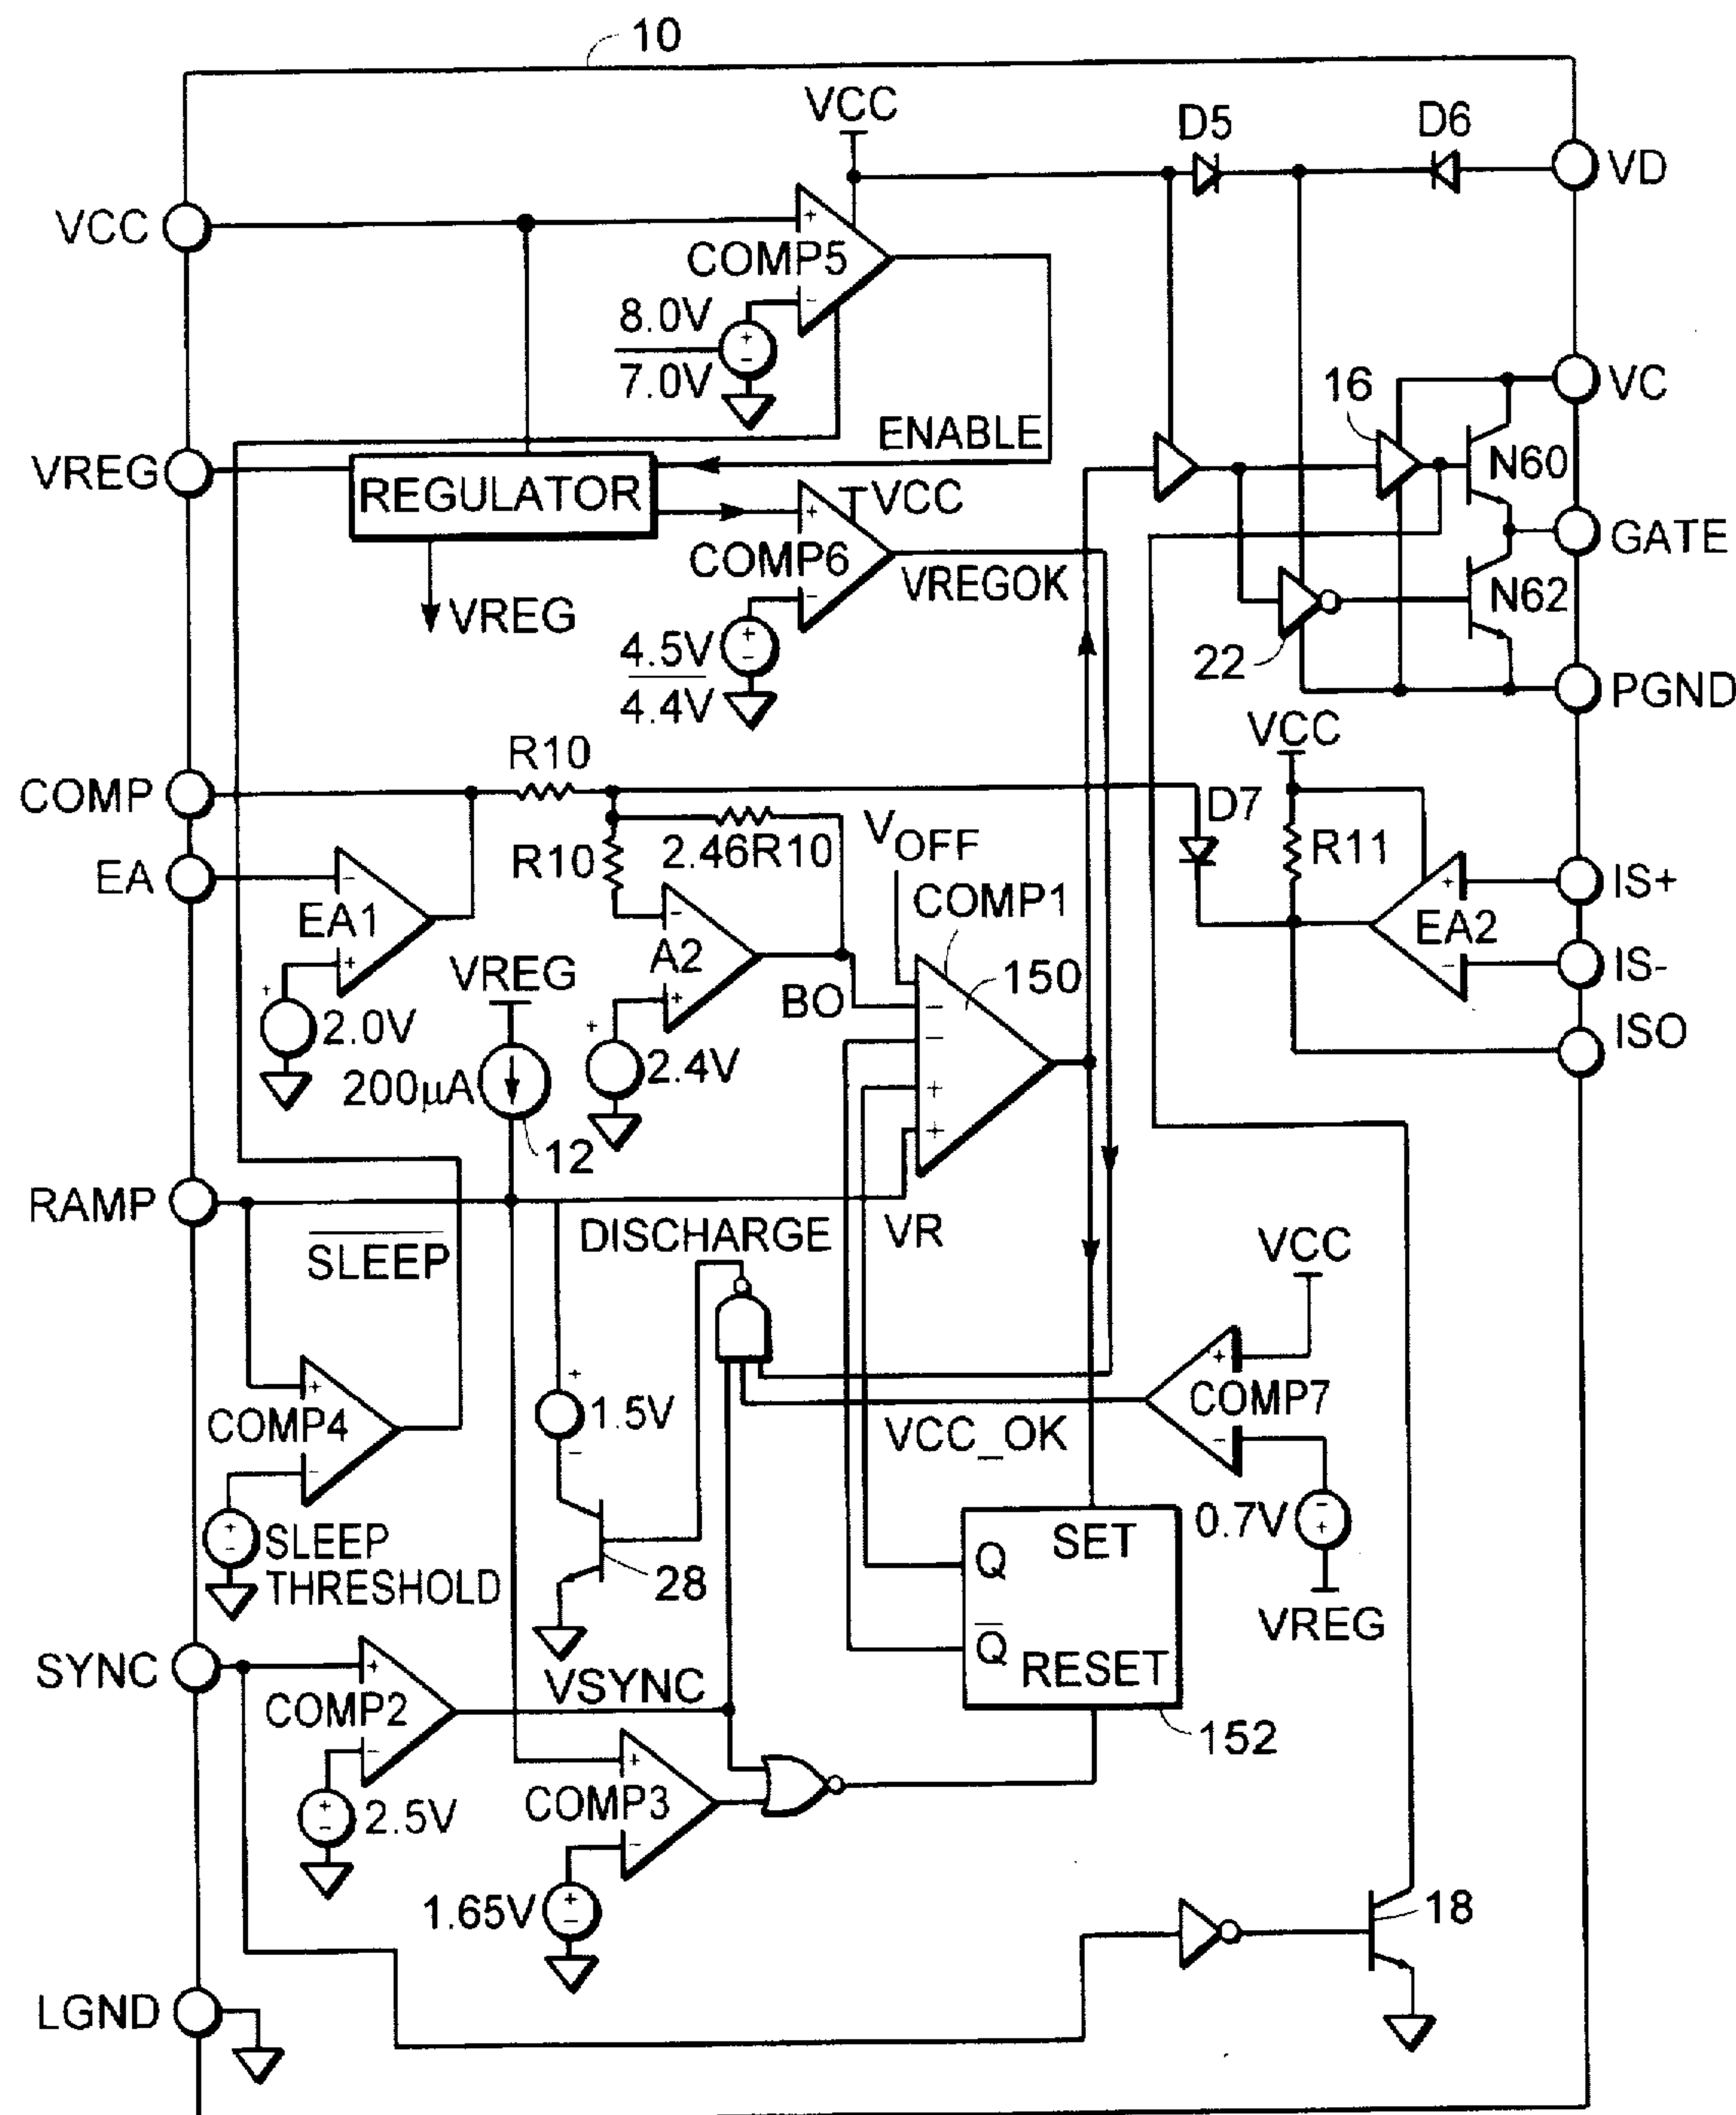 10
VCC
D5
D6
VD
VCC
COMP5
+
-
8.0V
7.0V
+
-
16
VC
ENABLE
VREG
REGULATOR
N60
VCC
GATE
COMP6
+
-
VREGOK
VREG
N62
4.5V
4.4V
+
-
22
PGND
VCC
R10
COMP
D7
2.46R10
R10
VOFF
R11
EA
COMP1
IS+
EA1
-
+
EA2
+
-
A2
-
+
VREG
150
IS-
BO
+
2.0V
+
2.4V
-
-
+
+
ISO
200µA
12
RAMP
DISCHARGE
VR
SLEEP
VCC
+
COMP4
+
-
1.5V
-
COMP7
+
-
VCC_OK
0.7V
-
+
SLEEP
THRESHOLD
+
-
SET
Q
28
VREG
Q
RESET
SYNC
VSYNC
COMP2
+
-
152
COMP3
+
-
2.5V
+
-
1.65V
+
-
18
LGND